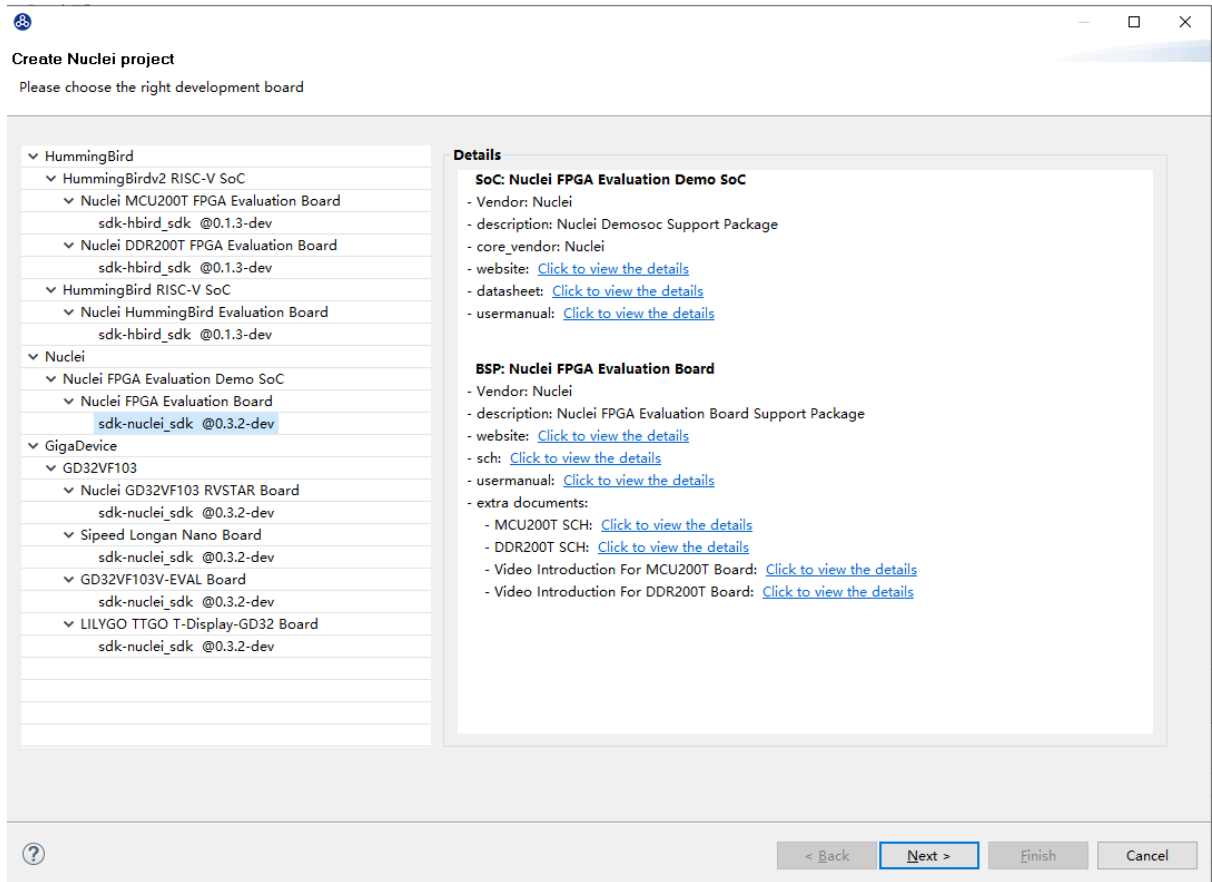 Create Nuclei project
Please choose the right development board
HummingBird
HummingBirdv2 RISC-V SoC
Nuclei MCU200T FPGA Evaluation Board
sdk-hbird_sdk @0.1.3-dev
Nuclei DDR200T FPGA Evaluation Board
sdk-hbird_sdk @0.1.3-dev
HummingBird RISC-V SoC
Nuclei HummingBird Evaluation Board
sdk-hbird_sdk @0.1.3-dev
Nuclei
Nuclei FPGA Evaluation Demo SoC
Nuclei FPGA Evaluation Board
sdk-nuclei_sdk @0.3.2-dev
GigaDevice
GD32VF103
Nuclei GD32VF103 RVSTAR Board
sdk-nuclei_sdk @0.3.2-dev
Sipeed Longan Nano Board
sdk-nuclei_sdk @0.3.2-dev
GD32VF103V-EVAL Board
sdk-nuclei_sdk @0.3.2-dev
LILYGO TTGO T-Display-GD32 Board
sdk-nuclei_sdk @0.3.2-dev
Details
SoC: Nuclei FPGA Evaluation Demo SoC
- Vendor: Nuclei
- description: Nuclei Demosoc Support Package
- core_vendor: Nuclei
- website: Click to view the details
- datasheet: Click to view the details
- usermanual: Click to view the details
BSP: Nuclei FPGA Evaluation Board
- Vendor: Nuclei
- description: Nuclei FPGA Evaluation Board Support Package
- website: Click to view the details
- sch: Click to view the details
- usermanual: Click to view the details
- extra documents:
- MCU200T SCH: Click to view the details
- DDR200T SCH: Click to view the details
- Video Introduction For MCU200T Board: Click to view the details
- Video Introduction For DDR200T Board: Click to view the details
?
< Back
Next >
Finish
Cancel